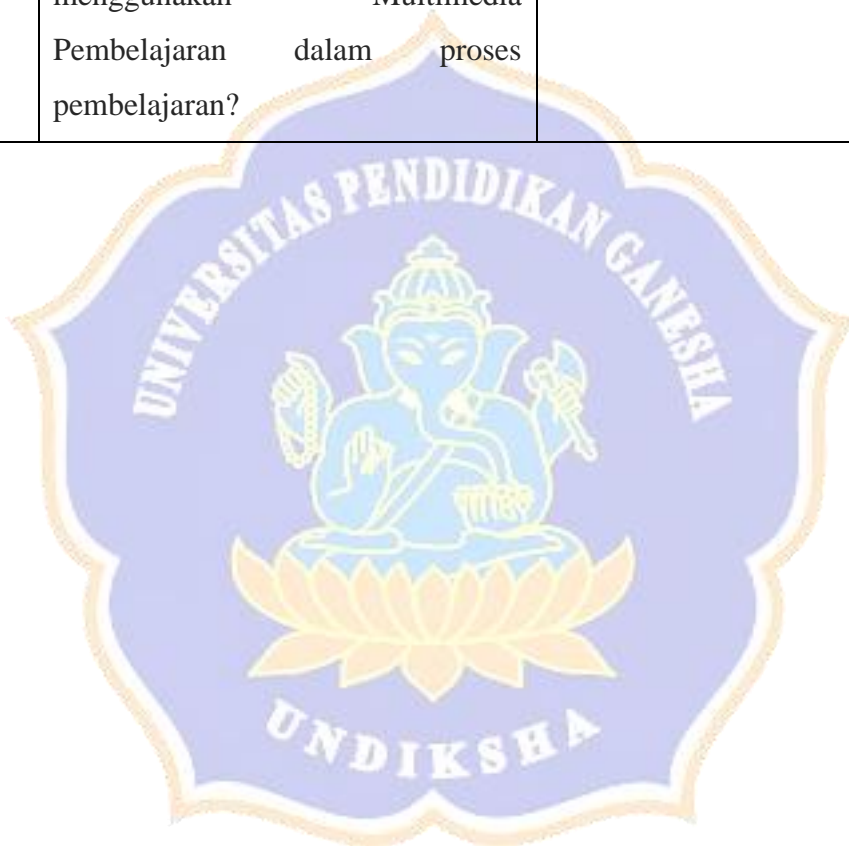 menggunakan Multimedia
Pembelajaran dalam proses
pembelajaran?
UNIVERSITAS PENDIDIKAN GANESHA
UNDIKSHA